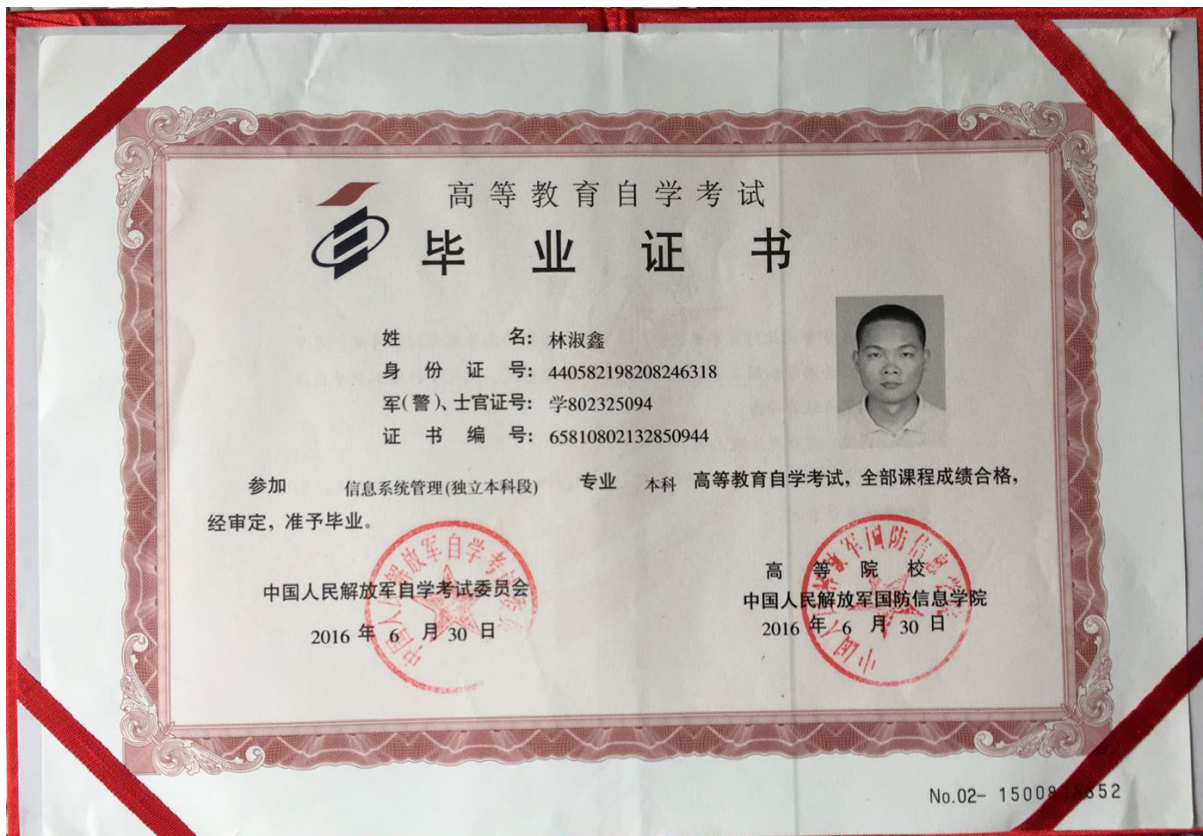 高等教育自学考试
毕业证书
姓名：林淑鑫
身份证号：440582198208246318
军(警)、士官证号：学802325094
证书编号：65810802132850944
参加 信息系统管理(独立本科段) 专业 本科 高等教育自学考试，全部课程成绩合格，
经审定，准予毕业。
中国人民解放军自学考试委员会
2016 年 6 月 30 日
高等院校
中国人民解放军国防信息学院
2016 年 6 月 30 日
No.02-